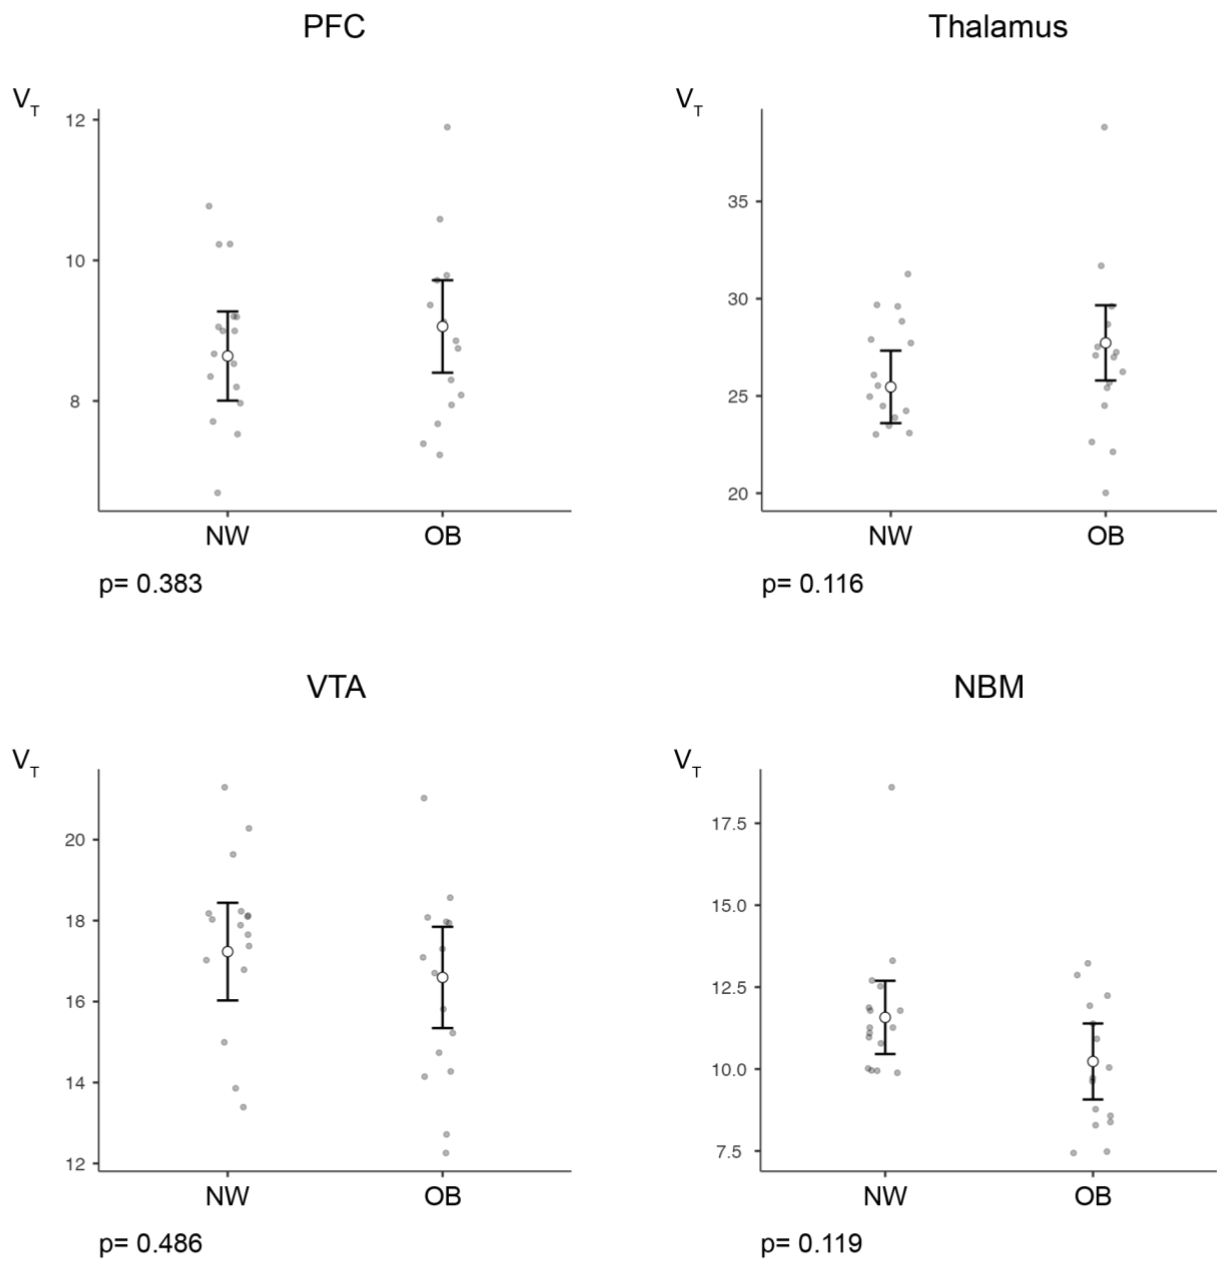 PFC
V_T
12
10
8
NW OB
p= 0.383
Thalamus
V_T
35
30
25
20
NW OB
p= 0.116
VTA
V_T
20
18
16
14
12
NW OB
p= 0.486
NBM
V_T
17.5
15.0
12.5
10.0
7.5
NW OB
p= 0.119